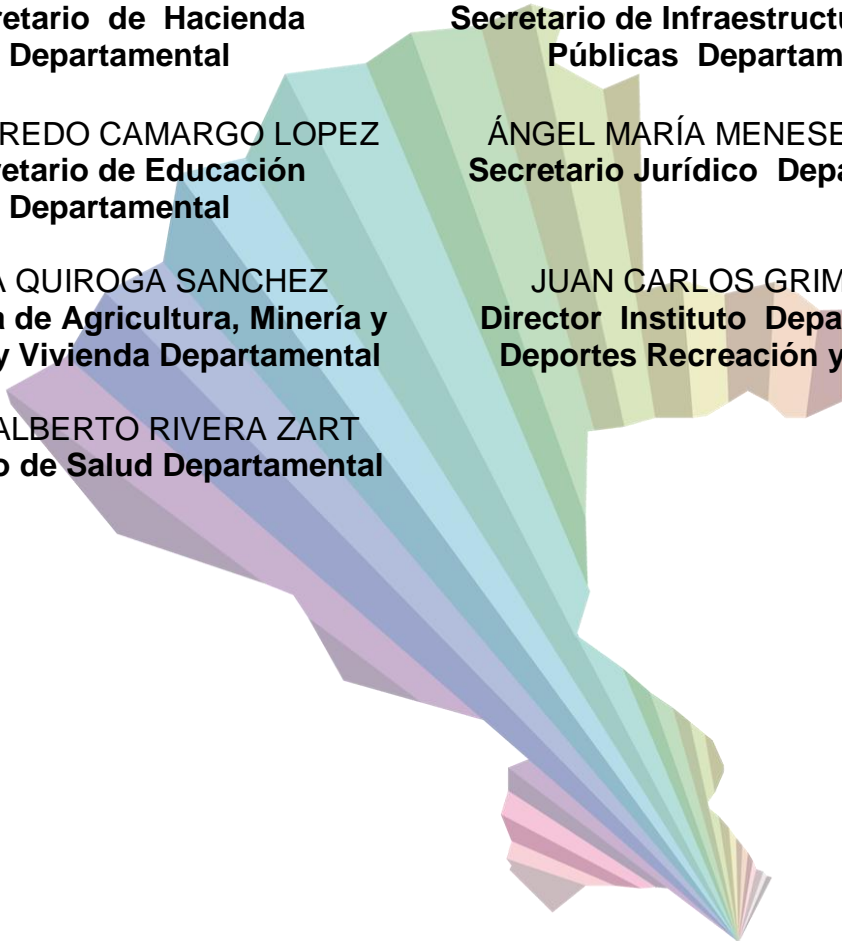 retario de Hacienda
Departamental
REDO CAMARGO LOPEZ
retario de Educación
Departamental
A QUIROGA SANCHEZ
a de Agricultura, Minería y
y Vivienda Departamental
ALBERTO RIVERA ZART
o de Salud Departamental
Secretario de Infraestructu
Públicas Departam
ÁNGEL MARÍA MENESE
Secretario Jurídico Depa
JUAN CARLOS GRIM
Director Instituto Depa
Deportes Recreación y